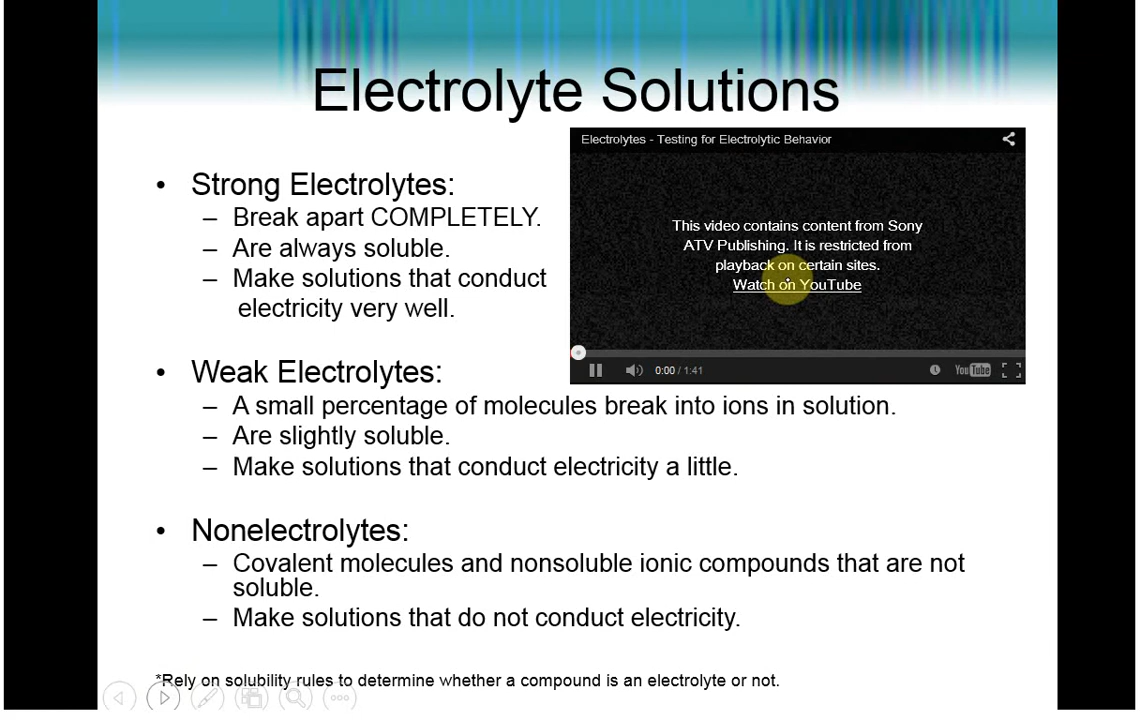 Electrolyte Solutions
Electrolytes - Testing for Electrolytic Behavior
• Strong Electrolytes:
– Break apart COMPLETELY.
– Are always soluble.
– Make solutions that conduct
electricity very well.
This video contains content from Sony
ATV Publishing. It is restricted from
playback on certain sites.
Watch on YouTube
0:00 / 1:41
YouTube
• Weak Electrolytes:
– A small percentage of molecules break into ions in solution.
– Are slightly soluble.
– Make solutions that conduct electricity a little.
• Nonelectrolytes:
– Covalent molecules and nonsoluble ionic compounds that are not
soluble.
– Make solutions that do not conduct electricity.
*Rely on solubility rules to determine whether a compound is an electrolyte or not.